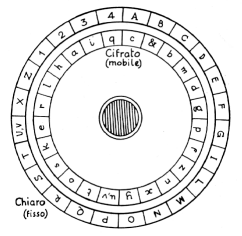 1 2 3 4 A B C D E F G I L M N O P Q R S T U,v X Z
a i q c & b m d g p f z n x y u,v t o s k e r l h
Cifrato
(mobile)
Chiaro
(fisso)